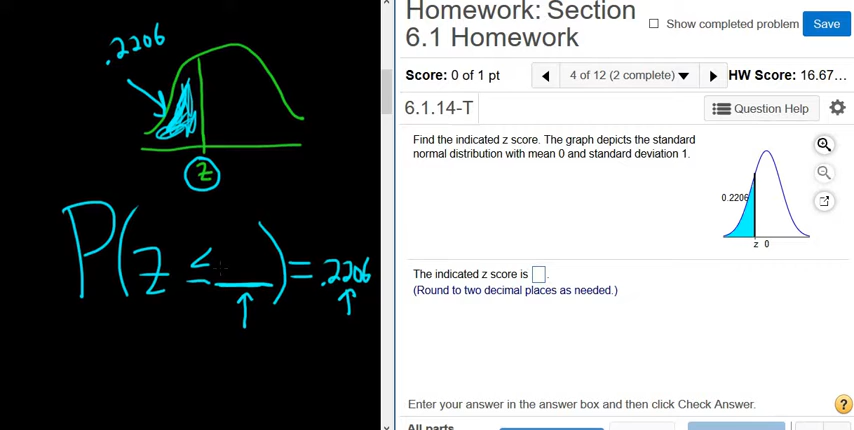 .2206
z
P(z ≤ __) = .2206
Homework: Section
6.1 Homework
Show completed problem
Save
Score: 0 of 1 pt
4 of 12 (2 complete)
HW Score: 16.67...
6.1.14-T
Question Help
Find the indicated z score. The graph depicts the standard
normal distribution with mean 0 and standard deviation 1.
0.2206
z 0
The indicated z score is .
(Round to two decimal places as needed.)
Enter your answer in the answer box and then click Check Answer.
?
All parts